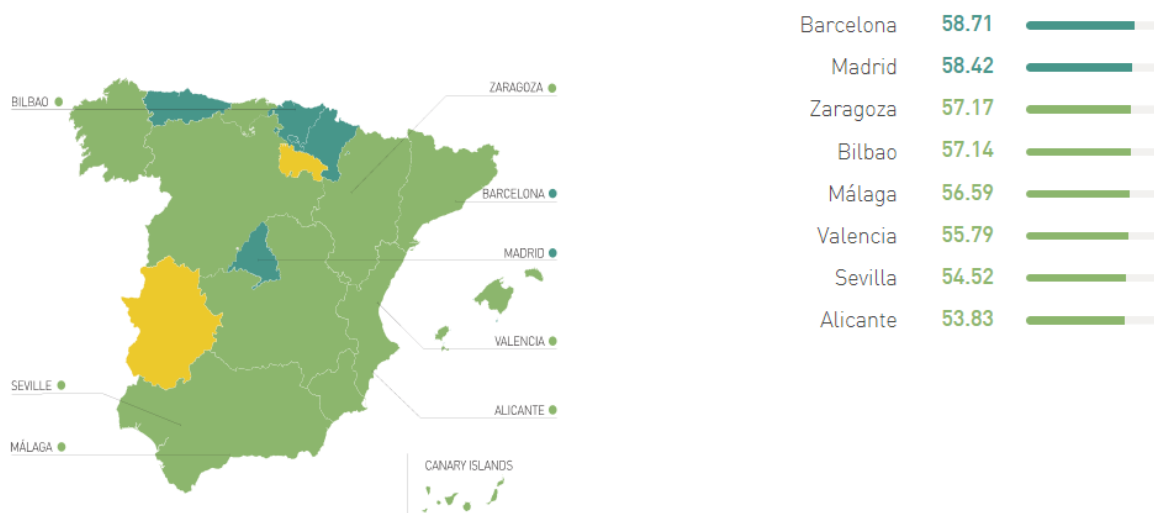 BILBAO
ZARAGOZA
BARCELONA
MADRID
VALENCIA
SEVILLE
ALICANTE
MÁLAGA
CANARY ISLANDS
Barcelona 58.71
Madrid 58.42
Zaragoza 57.17
Bilbao 57.14
Málaga 56.59
Valencia 55.79
Sevilla 54.52
Alicante 53.83